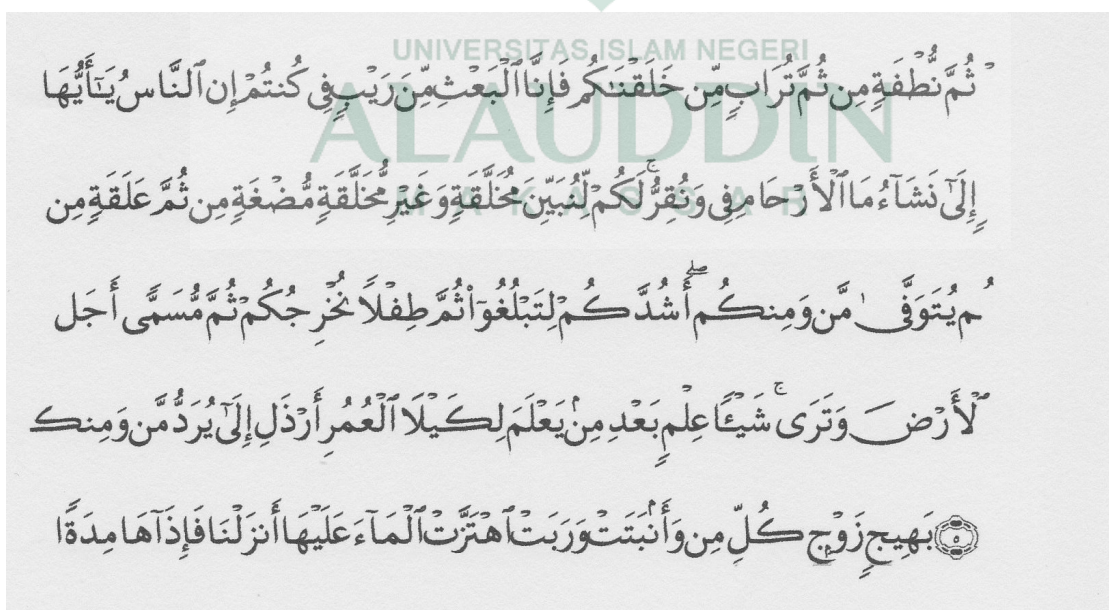 UNIVERSITAS ISLAM NEGERI
ALAUDDIN
MAKASSAR
ثُمَّ نُّطْفَةٍ مِن ثُمَّ تُرَابٍ مِّن خَلَقْنَٰكُم فَإِنَّا ٱلْبَعْثِ مِّنَ رَيْبٍ فِى كُنتُمْ إِن ٱلنَّاسُ يَٰٓأَيُّهَا
إِلَىٰٓ نَشَآءُ مَا ٱلْأَرْحَامِ فِى وَنُقِرُّ ۚ لَكُمْ لِّنُبَيِّنَ مُخَلَّقَةٍ وَغَيْرِ مُّخَلَّقَةٍ مُّضْغَةٍ مِن ثُمَّ عَلَقَةٍ مِن
ُم يُتَوَفَّىٰ مَّن وَمِنكُم ۖ أَشُدَّكُمْ لِتَبْلُغُوٓا۟ ثُمَّ طِفْلًا نُخْرِجُكُمْ ثُمَّ مُّسَمًّى أَجَل
ٱلْأَرْضَ وَتَرَى ۚ شَيْـًٔا عِلْمٍ بَعْدِ مِنۢ يَعْلَمَ لِكَيْلَا ٱلْعُمُرِ أَرْذَلِ إِلَىٰٓ يُرَدُّ مَّن وَمِنك
۝٥ بَهِيجٍ زَوْجٍۭ كُلِّ مِن وَأَنۢبَتَتْ وَرَبَتْ ٱهْتَزَّتْ ٱلْمَآءَ عَلَيْهَا أَنزَلْنَا فَإِذَآ هَامِدَةً